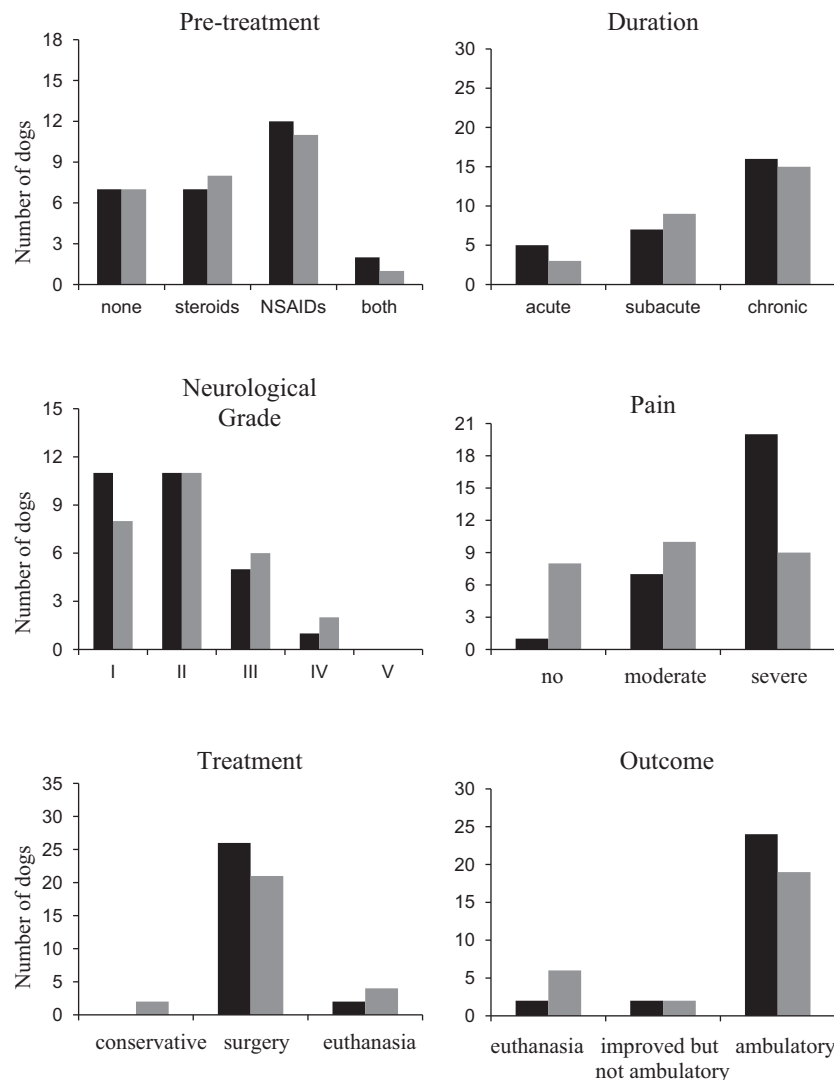 Pre-treatment
Number of dogs
18
15
12
9
6
3
0
none steroids NSAIDs both
Duration
30
25
20
15
10
5
0
acute subacute chronic
Neurological
Grade
Number of dogs
15
12
9
6
3
0
I II III IV V
Pain
21
18
15
12
9
6
3
0
no moderate severe
Treatment
Number of dogs
35
30
25
20
15
10
5
0
conservative surgery euthanasia
Outcome
30
25
20
15
10
5
0
euthanasia improved but ambulatory
not ambulatory